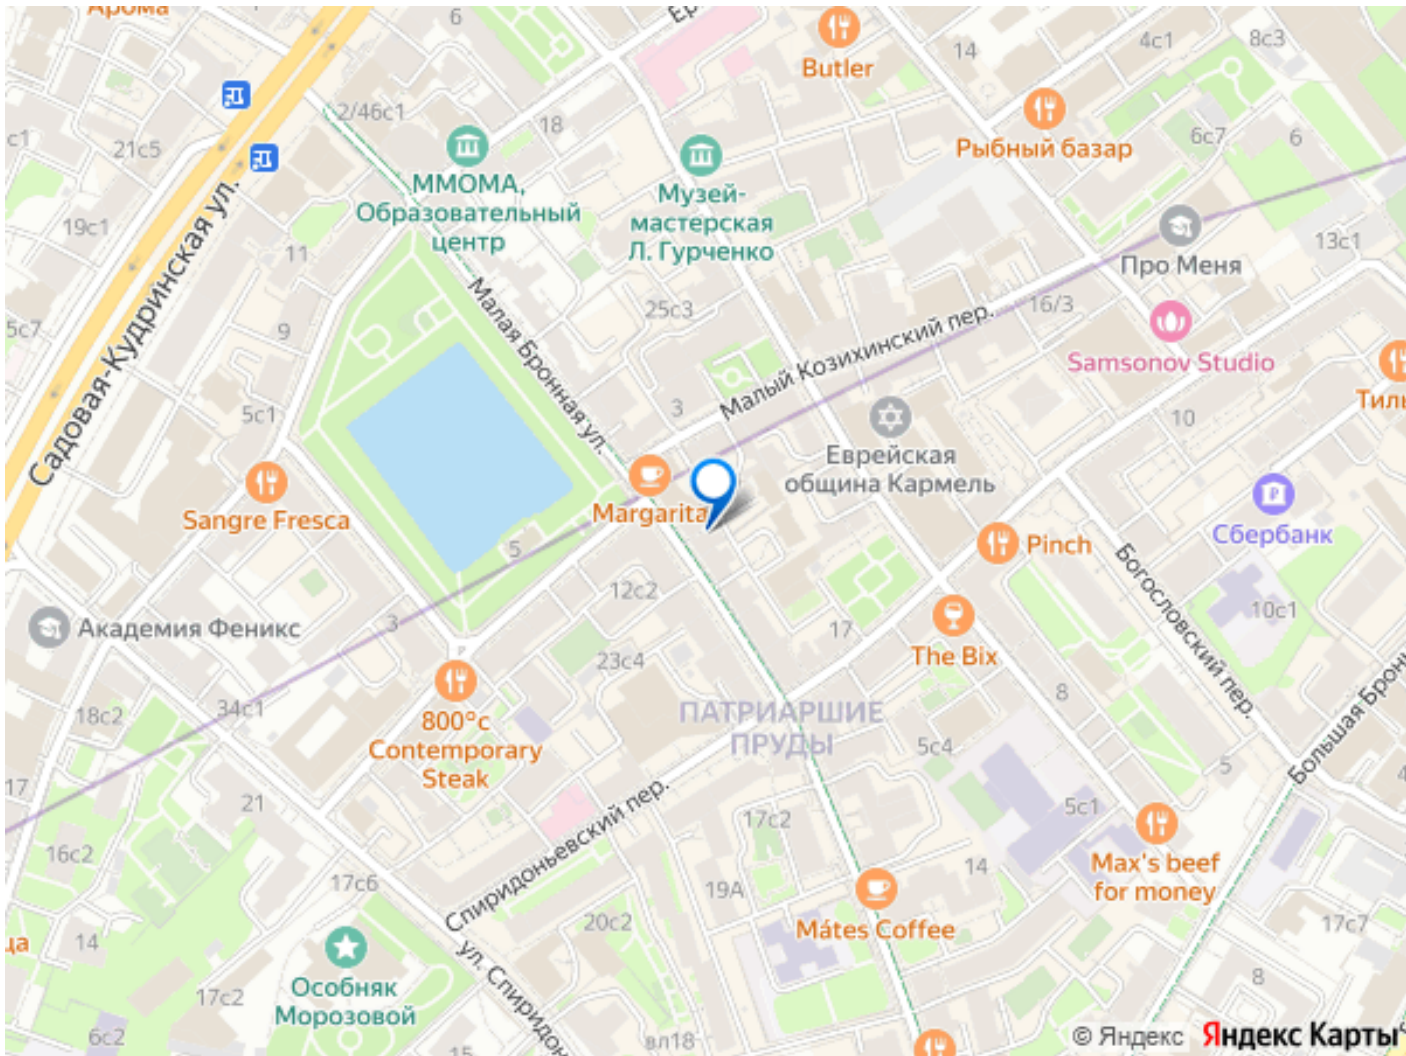 Арома
6
Butler
14
4с1
8с3
2/46с1
18
Рыбный базар
6с7
6
с1
21с5
ММОМА,
Образовательный
центр
Музей-
мастерская
Л. Гурченко
19с1
11
Про Меня
13с1
Садовая-Кудринская ул.
Малая Бронная ул.
25с3
16/3
5с7
9
Малый Козихинский пер.
Samsonov Studio
5с1
3
10
Еврейская
община Кармель
Sangre Fresca
Margarita
Сбербанк
5
Pinch
12с2
Богословский пер.
10с1
3
Академия Феникс
17
The Bix
23с4
8
18с2
34с1
800°с
Contemporary
Steak
ПАТРИАРШИЕ
ПРУДЫ
5с4
5
17
21
Спиридоньевский пер.
17с2
5с1
16с2
Max's beef
for money
17с6
19А
14
14
20с2
Mátes Coffee
17с7
Особняк
Морозовой
17с2
8
6с2
15
вл18
© Яндекс
Яндекс Карты